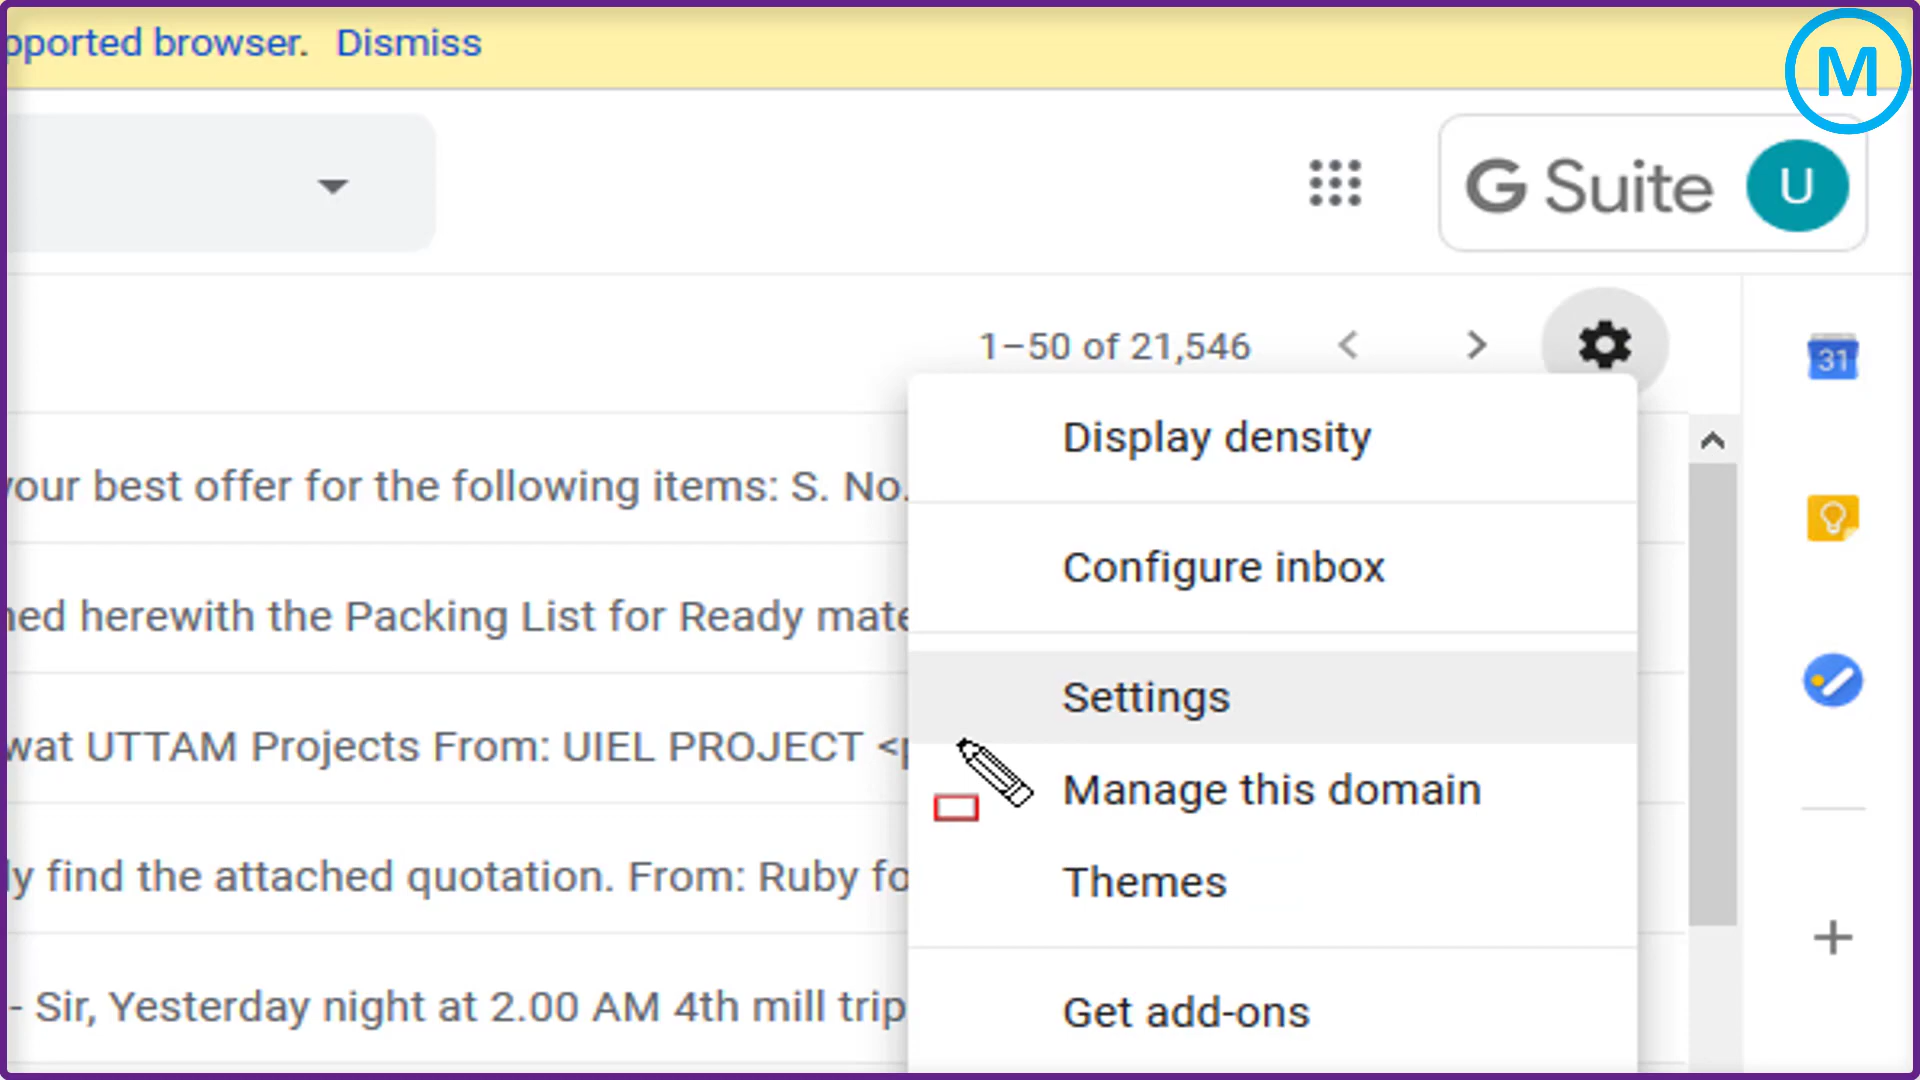 pported browser. Dismiss
M
G Suite U
1–50 of 21,546
31
Display density
your best offer for the following items: S. No.
Configure inbox
ned herewith the Packing List for Ready mate
Settings
wat UTTAM Projects From: UIEL PROJECT <p
Manage this domain
ly find the attached quotation. From: Ruby fo
Themes
- Sir, Yesterday night at 2.00 AM 4th mill trip
Get add-ons